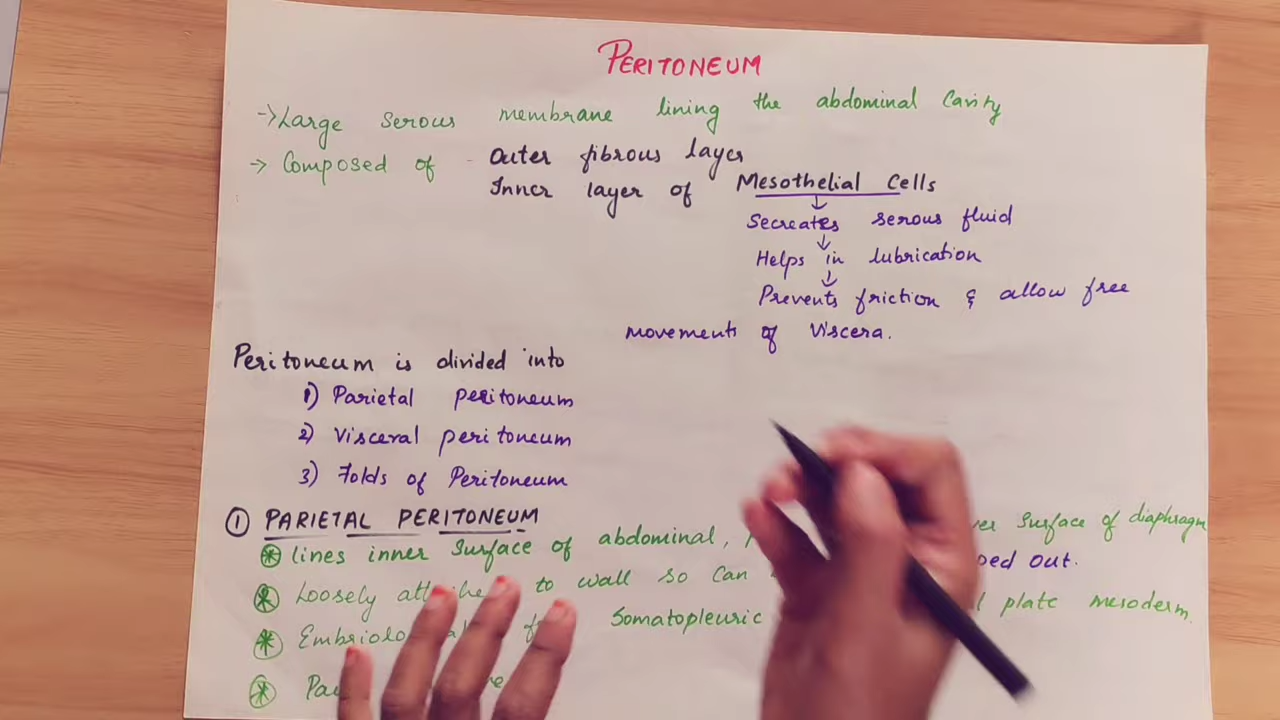 PERITONEUM
→ Large serous membrane lining the abdominal Cavity
→ Composed of - Outer fibrous layer
Inner layer of Mesothelial Cells
↓
Secreates serous fluid
↓
Helps in lubrication
↓
Prevents friction & allow free
movements of Viscera.
Peritoneum is divided into
1) Parietal peritoneum
2) Visceral peritoneum
3) Folds of Peritoneum
① PARIETAL PERITONEUM
lines inner surface of abdominal, surface of diaphragm
Loosely to wall so Can out.
Somatopleuric plate mesoderm.